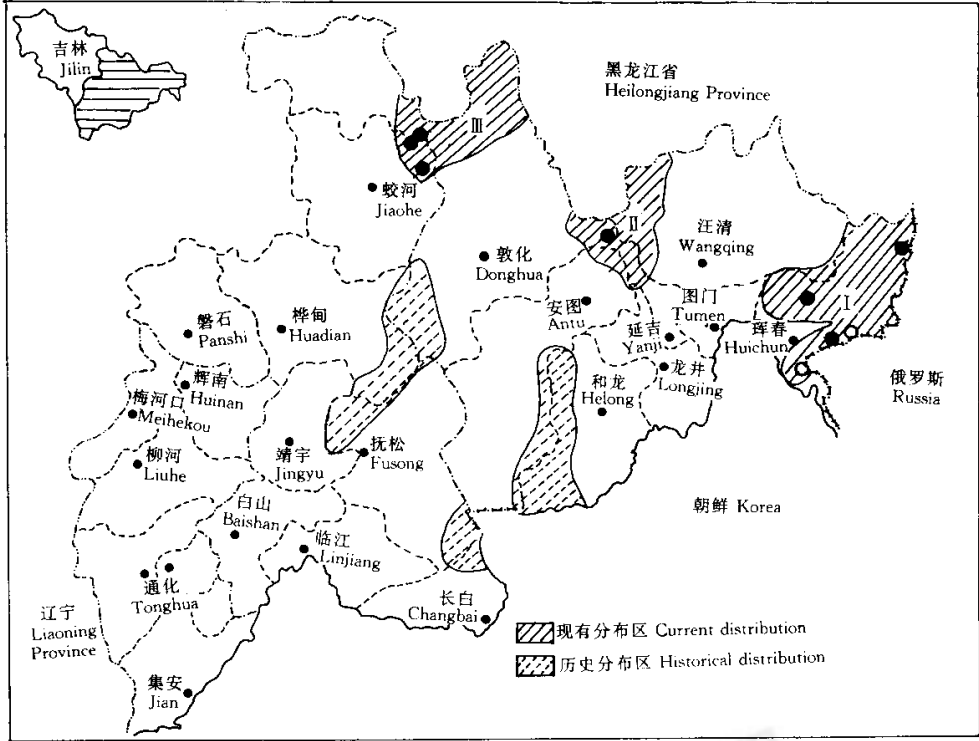 吉林
Jilin
黑龙江省
Heilongjiang Province
III
蛟河
Jiaohe
II
汪清
Wangqing
敦化
Donghua
I
安图
Antu
图门
Tumen
延吉
Yanji
珲春
Huichun
桦甸
Huadian
磐石
Panshi
辉南
Huinan
龙井
Longjing
和龙
Helong
俄罗斯
Russia
梅河口
Meihekou
柳河
Liuhe
靖宇
Jingyu
抚松
Fusong
白山
Baishan
朝鲜 Korea
临江
Linjiang
通化
Tonghua
长白
Changbai
辽宁
Liaoning
Province
集安
Jian
现有分布区 Current distribution
历史分布区 Historical distribution